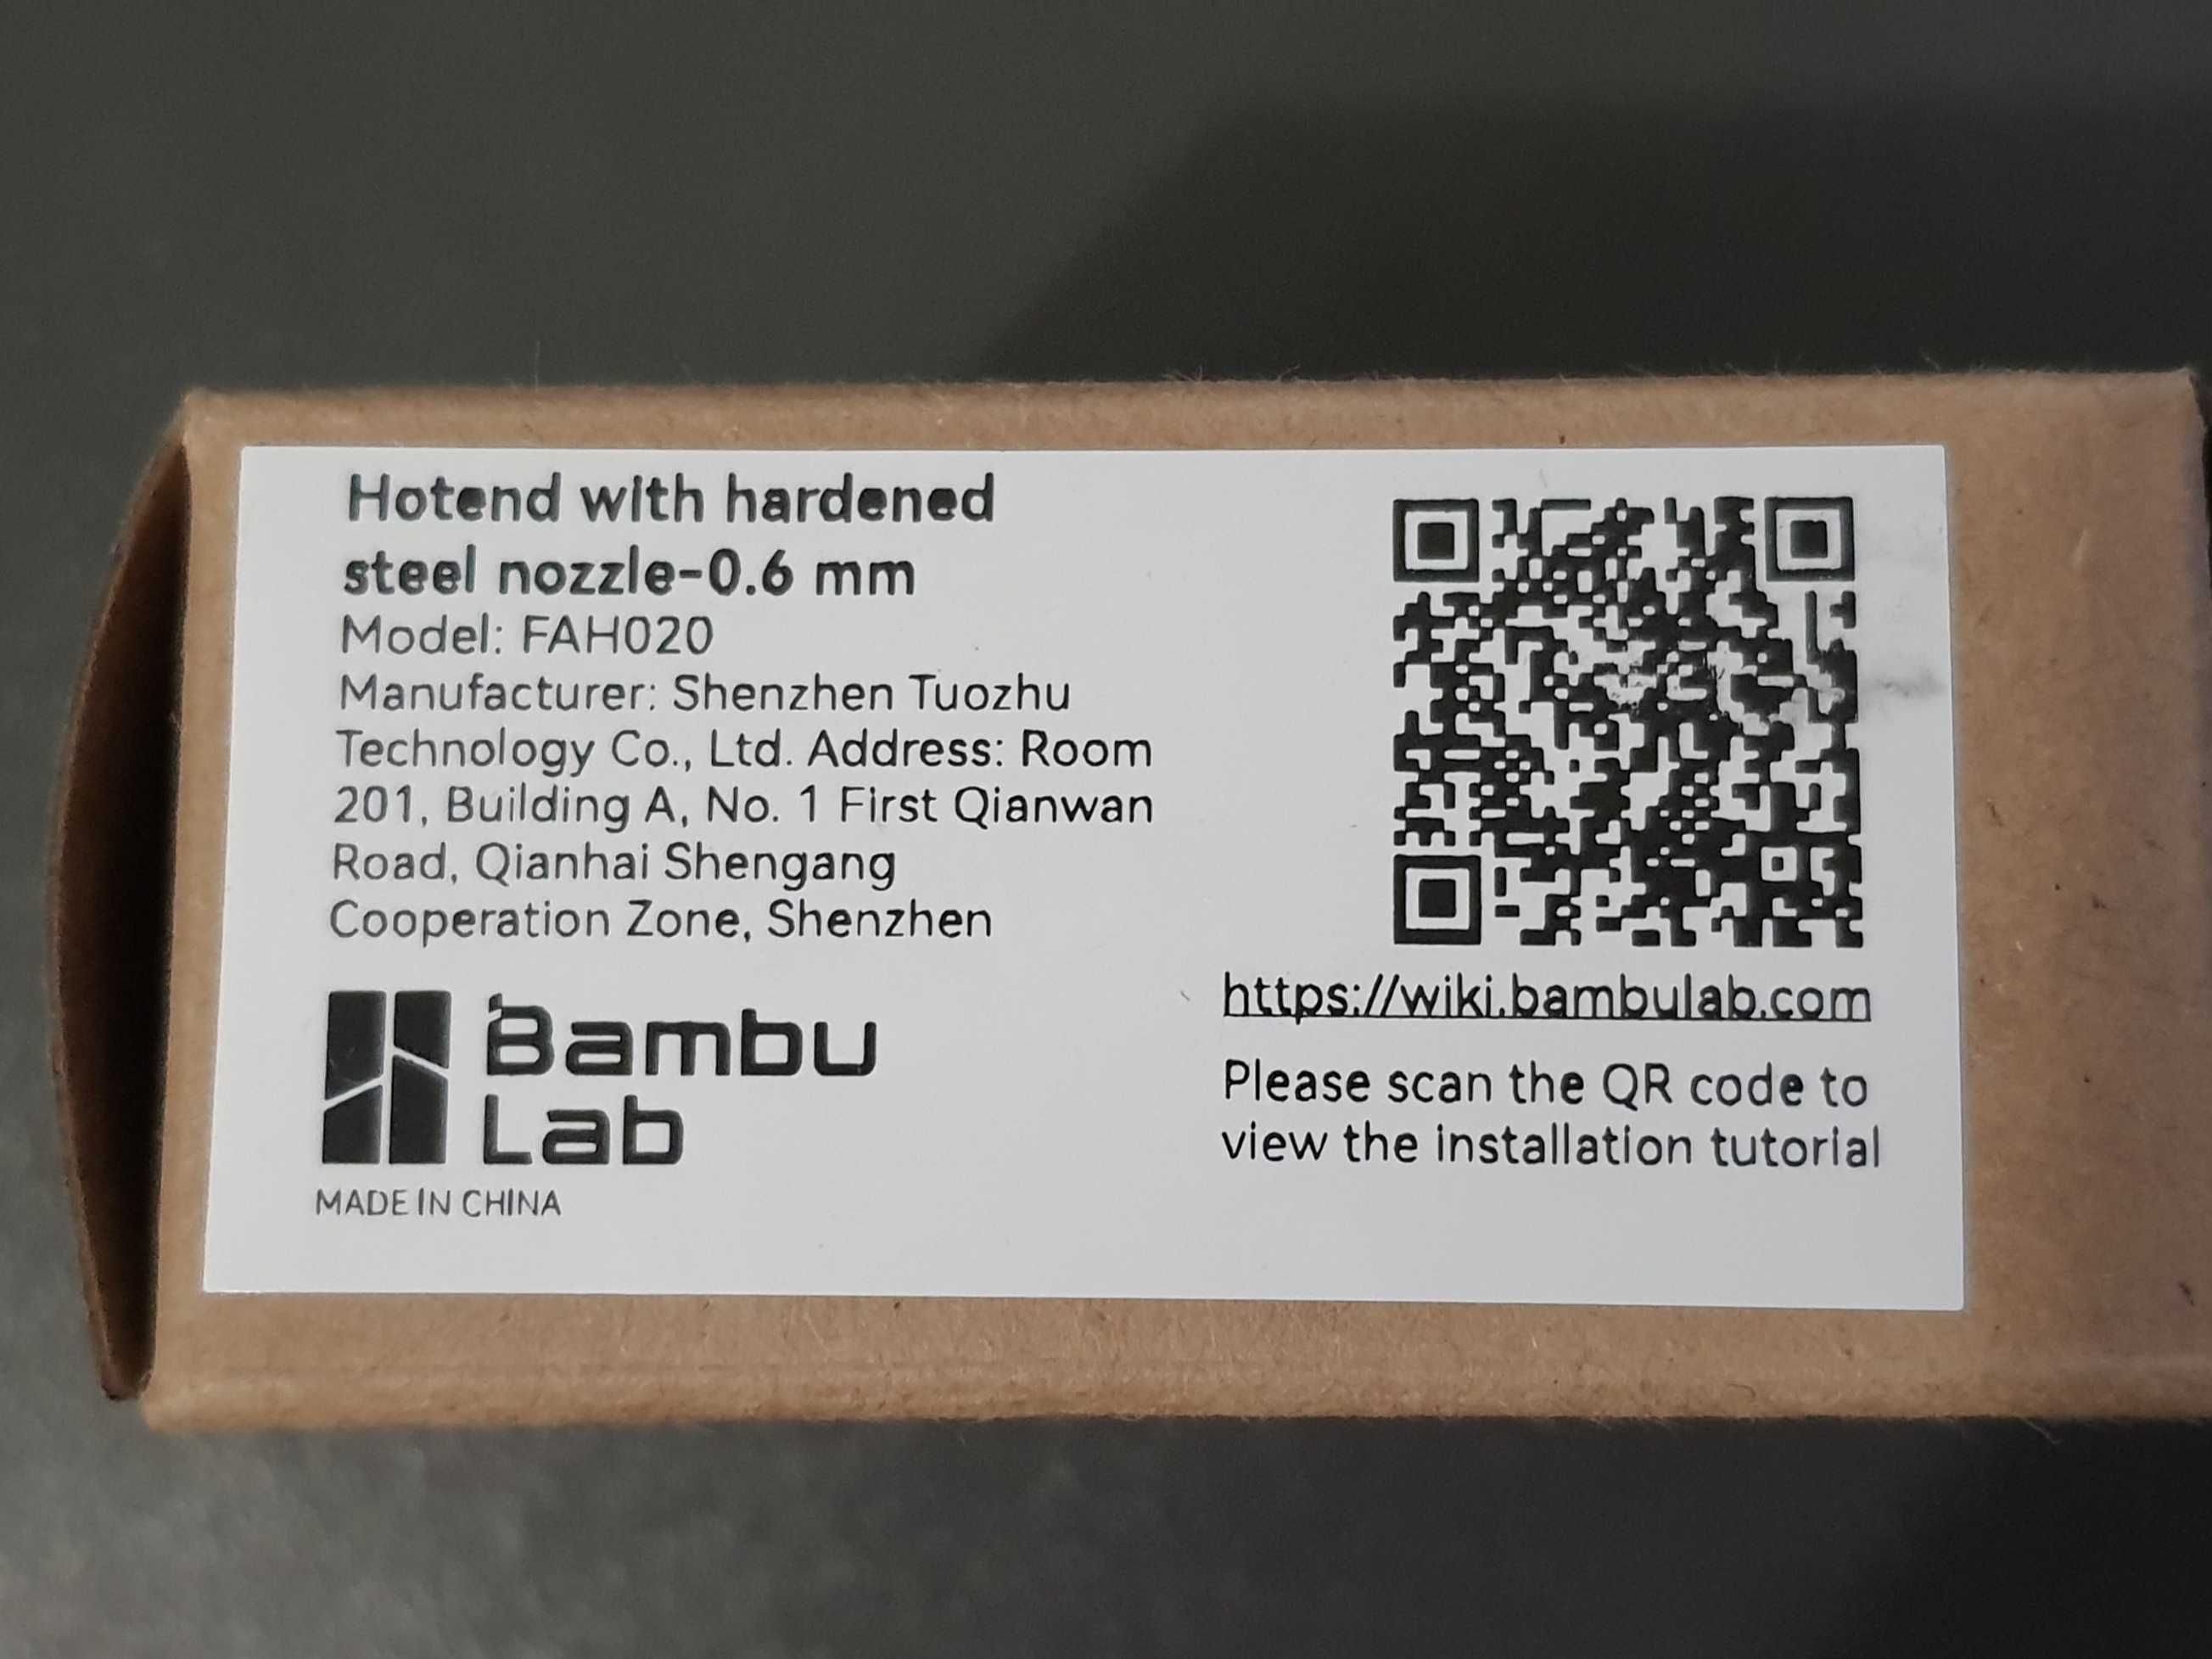 Hotend with hardened
steel nozzle-0.6 mm
Model: FAH020
Manufacturer: Shenzhen Tuozhu
Technology Co., Ltd. Address: Room
201, Building A, No. 1 First Qianwan
Road, Qianhai Shengang
Cooperation Zone, Shenzhen
Bambu
Lab
MADE IN CHINA
https://wiki.bambulab.com
Please scan the QR code to
view the installation tutorial